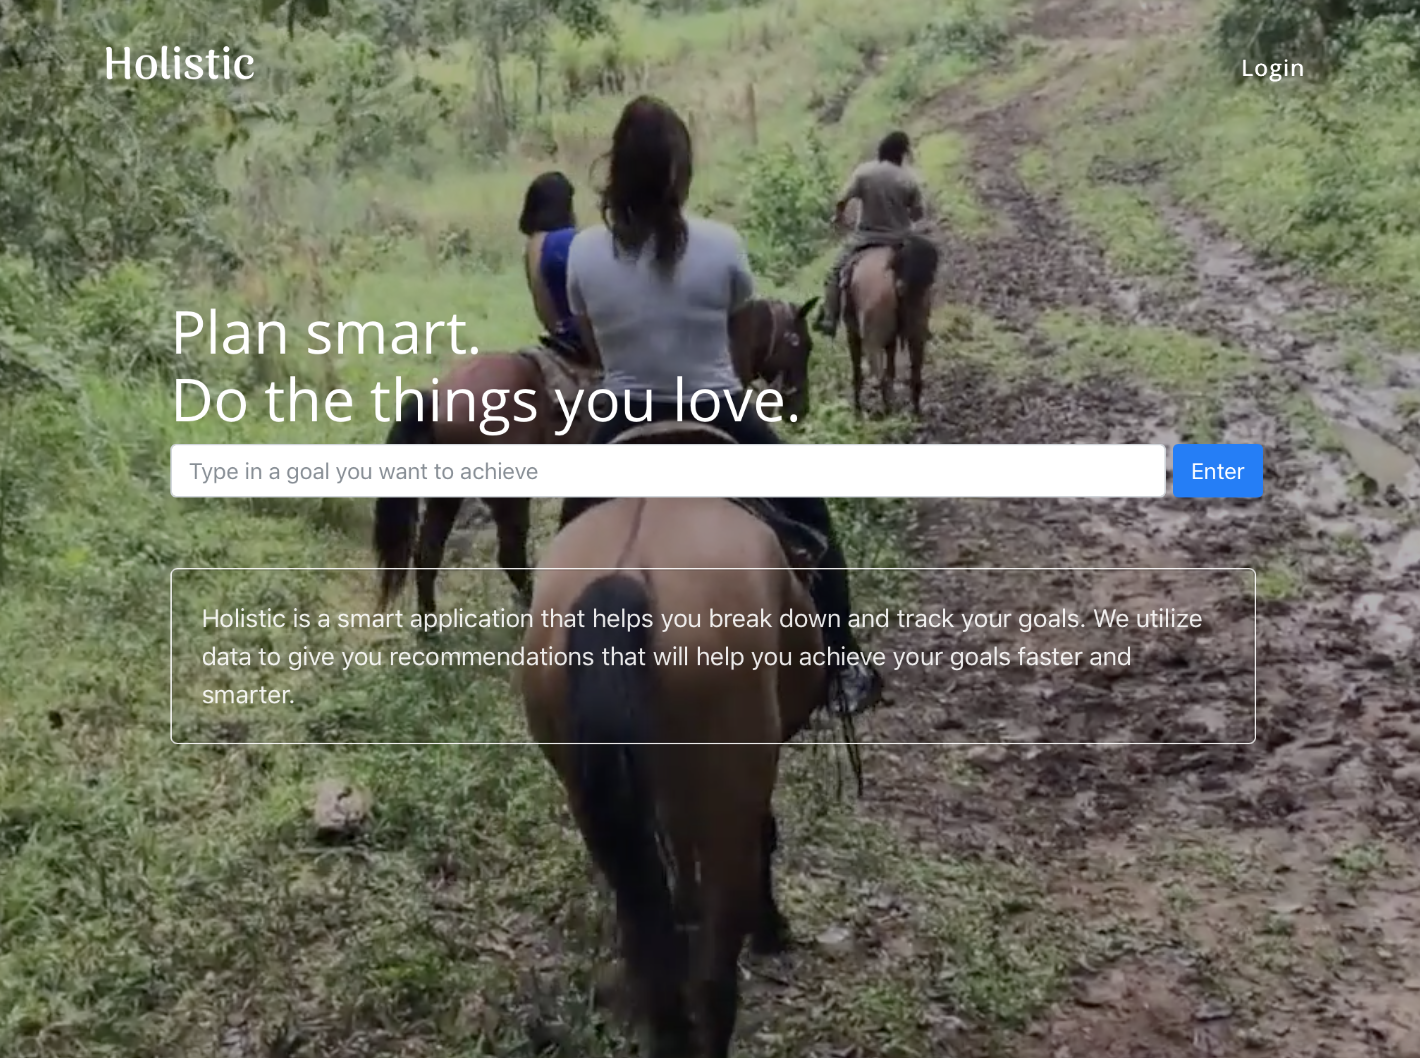 Holistic
Login
Plan smart.
Do the things you love.
Type in a goal you want to achieve
Enter
Holistic is a smart application that helps you break down and track your goals. We utilize
data to give you recommendations that will help you achieve your goals faster and
smarter.